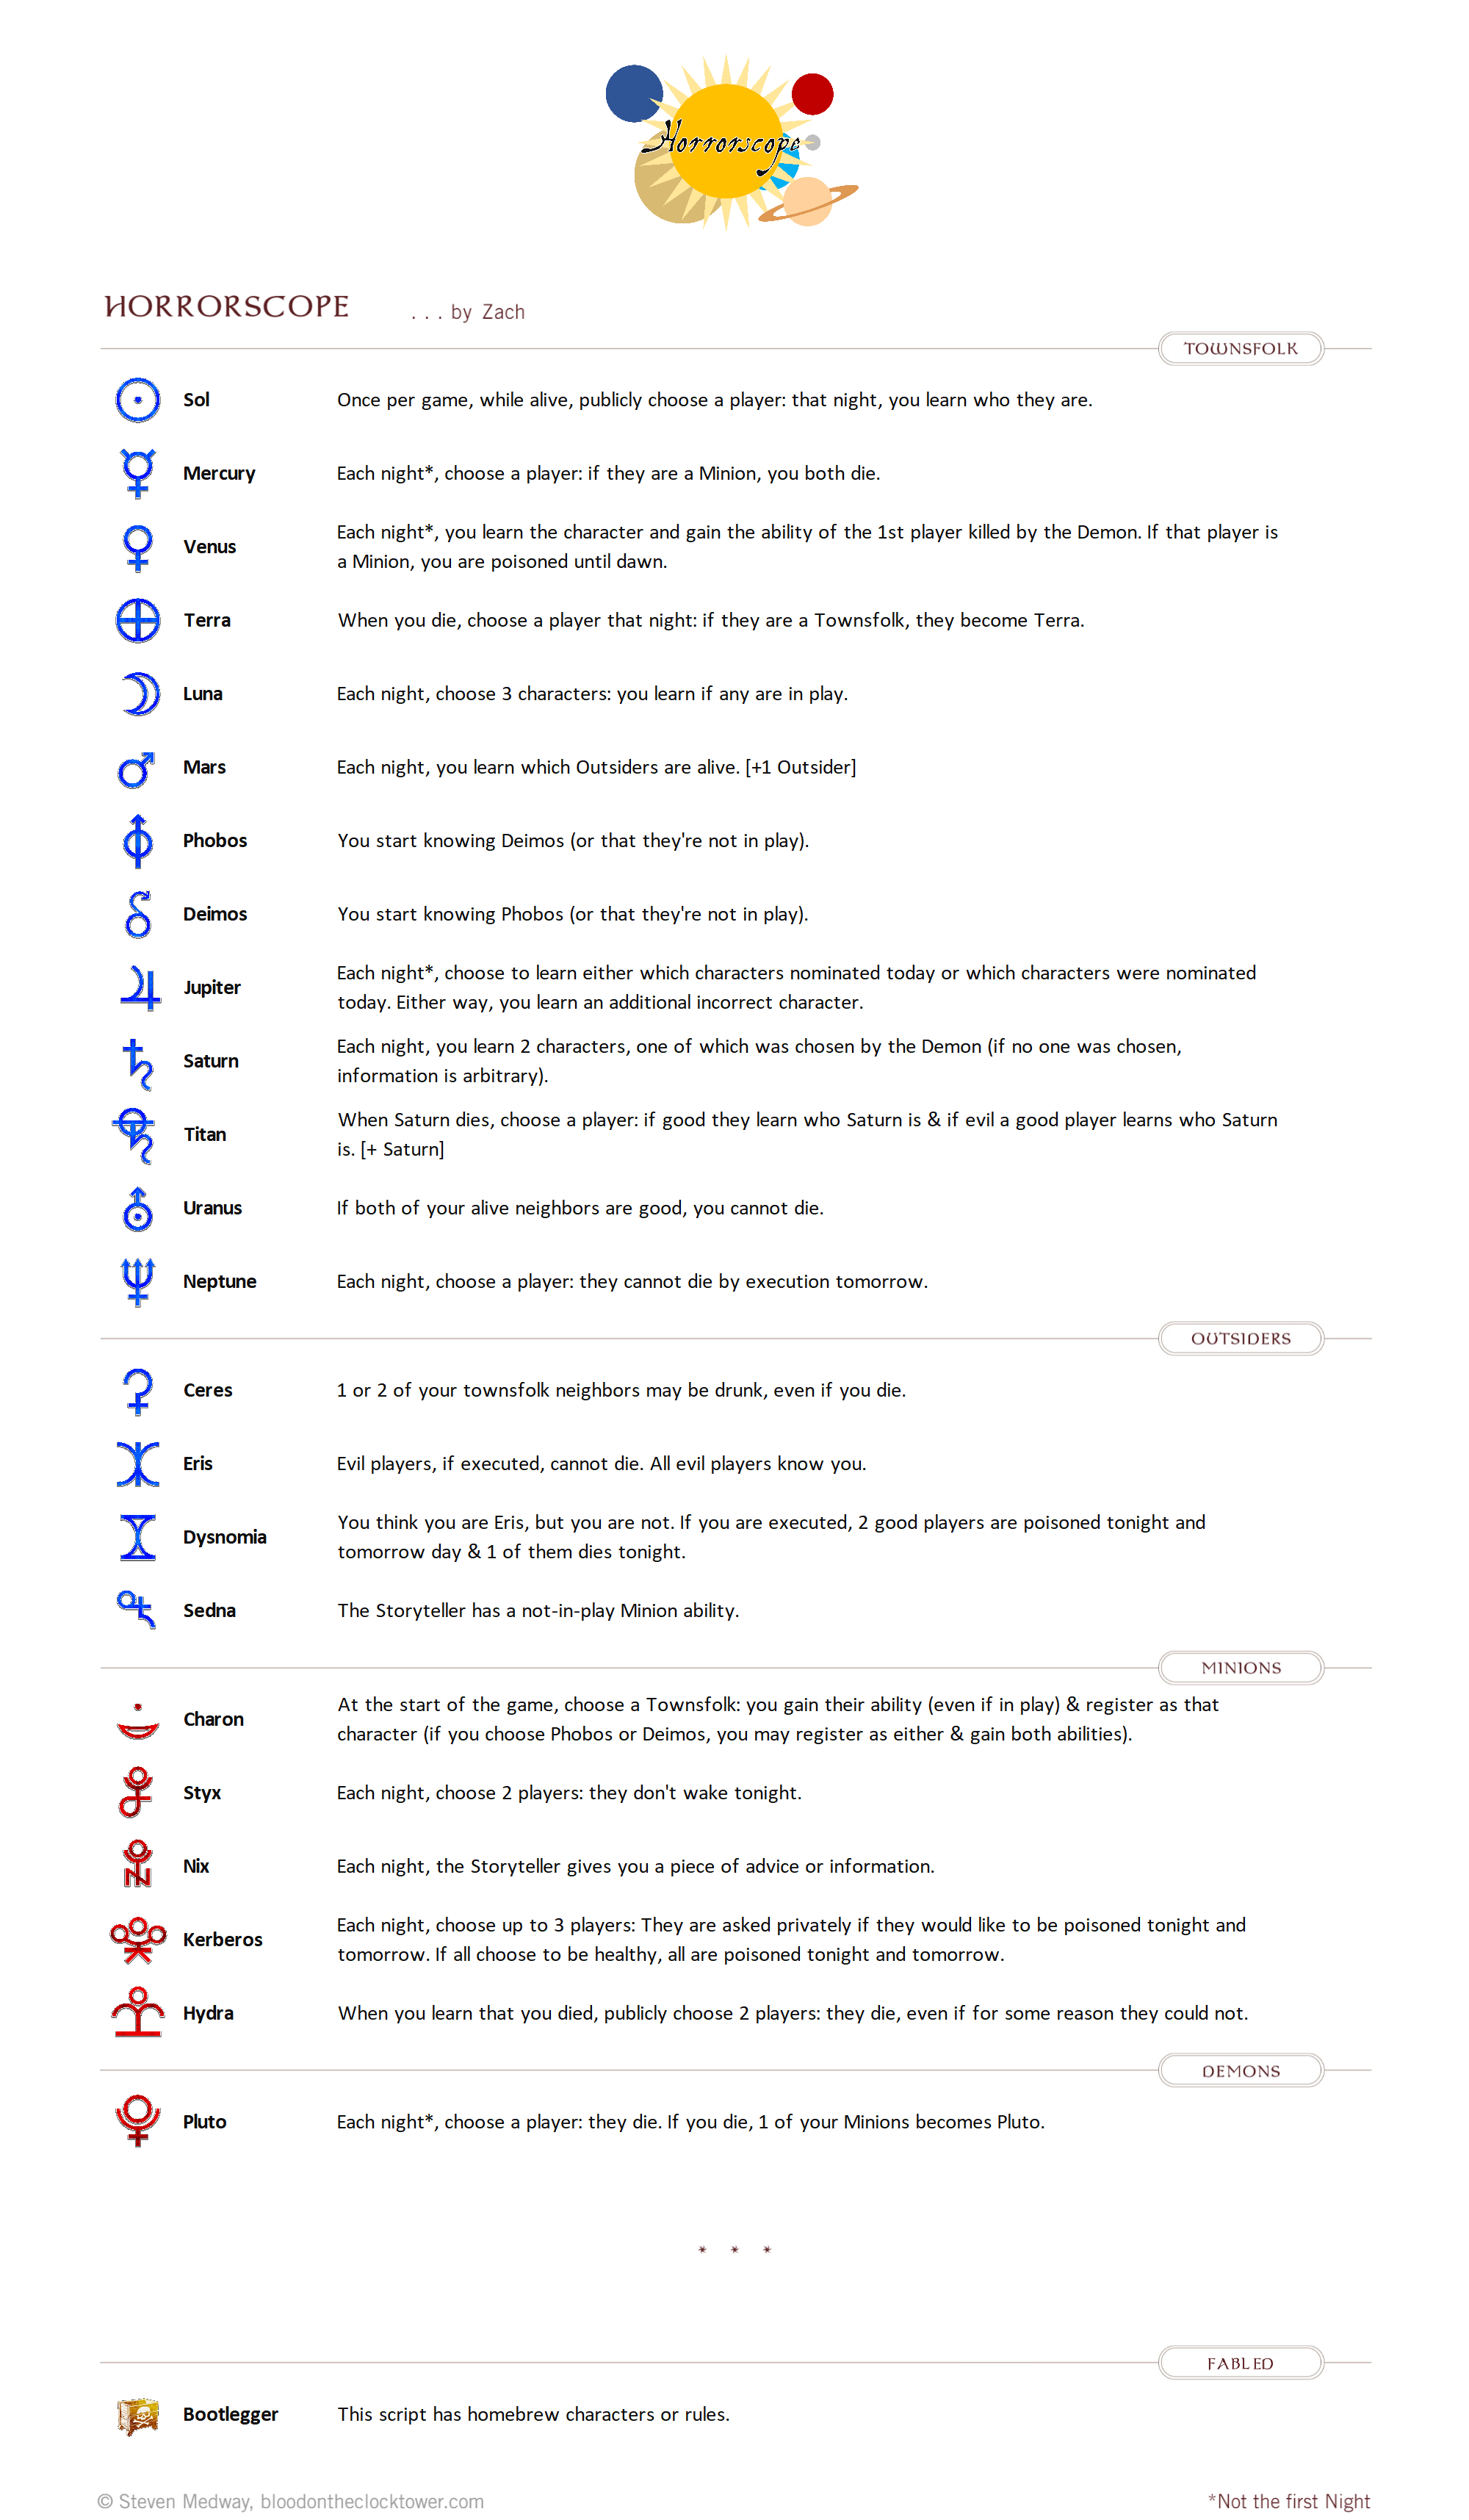 Horrorscope
HORRORSCOPE
. . . by Zach
TOWNSFOLK
Sol
Once per game, while alive, publicly choose a player: that night, you learn who they are.
Mercury
Each night*, choose a player: if they are a Minion, you both die.
Venus
Each night*, you learn the character and gain the ability of the 1st player killed by the Demon. If that player is
a Minion, you are poisoned until dawn.
Terra
When you die, choose a player that night: if they are a Townsfolk, they become Terra.
Luna
Each night, choose 3 characters: you learn if any are in play.
Mars
Each night, you learn which Outsiders are alive. [+1 Outsider]
Phobos
You start knowing Deimos (or that they're not in play).
Deimos
You start knowing Phobos (or that they're not in play).
Jupiter
Each night*, choose to learn either which characters nominated today or which characters were nominated
today. Either way, you learn an additional incorrect character.
Saturn
Each night, you learn 2 characters, one of which was chosen by the Demon (if no one was chosen,
information is arbitrary).
Titan
When Saturn dies, choose a player: if good they learn who Saturn is & if evil a good player learns who Saturn
is. [+ Saturn]
Uranus
If both of your alive neighbors are good, you cannot die.
Neptune
Each night, choose a player: they cannot die by execution tomorrow.
OUTSIDERS
Ceres
1 or 2 of your townsfolk neighbors may be drunk, even if you die.
Eris
Evil players, if executed, cannot die. All evil players know you.
Dysnomia
You think you are Eris, but you are not. If you are executed, 2 good players are poisoned tonight and
tomorrow day & 1 of them dies tonight.
Sedna
The Storyteller has a not-in-play Minion ability.
MINIONS
Charon
At the start of the game, choose a Townsfolk: you gain their ability (even if in play) & register as that
character (if you choose Phobos or Deimos, you may register as either & gain both abilities).
Styx
Each night, choose 2 players: they don't wake tonight.
Nix
Each night, the Storyteller gives you a piece of advice or information.
Kerberos
Each night, choose up to 3 players: They are asked privately if they would like to be poisoned tonight and
tomorrow. If all choose to be healthy, all are poisoned tonight and tomorrow.
Hydra
When you learn that you died, publicly choose 2 players: they die, even if for some reason they could not.
DEMONS
Pluto
Each night*, choose a player: they die. If you die, 1 of your Minions becomes Pluto.
* * *
FABLED
Bootlegger
This script has homebrew characters or rules.
© Steven Medway, bloodontheclocktower.com
*Not the first Night